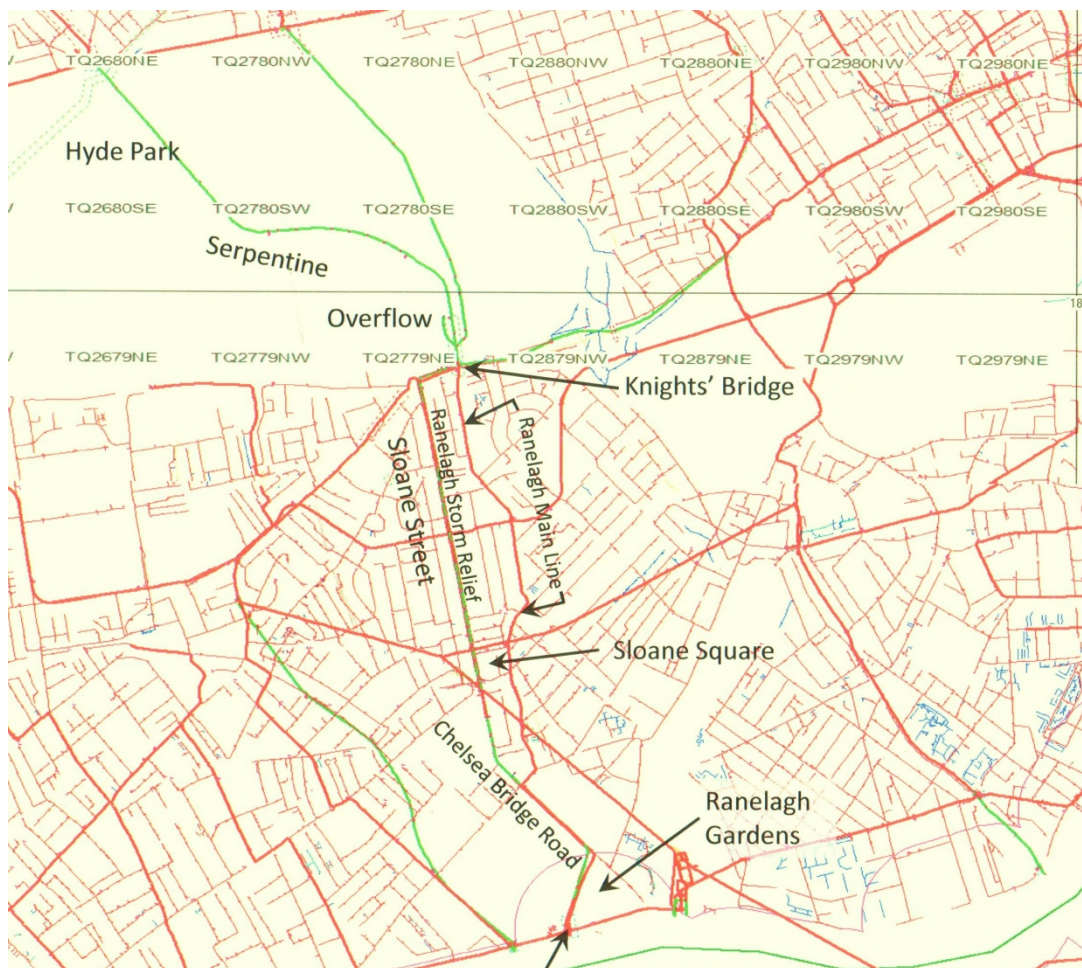 W
TQ2680NE
TQ2780NW
TQ2780NE
TQ2880NW
TQ2880NE
TQ2980NW
TQ2980NE
Hyde Park
V
TQ2680SE
TQ2780SW
TQ2780SE
TQ2880SW
TQ2880SE
TQ2980SW
TQ2980SE
Serpentine
18
Overflow
W
TQ2679NE
TQ2779NW
TQ2779NE
TQ2879NW
TQ2879NE
TQ2979NW
TQ2979NE
Knights' Bridge
Sloane Street
Ranelagh Storm Relief
Ranelagh Main Line
Sloane Square
Chelsea Bridge Road
Ranelagh
Gardens